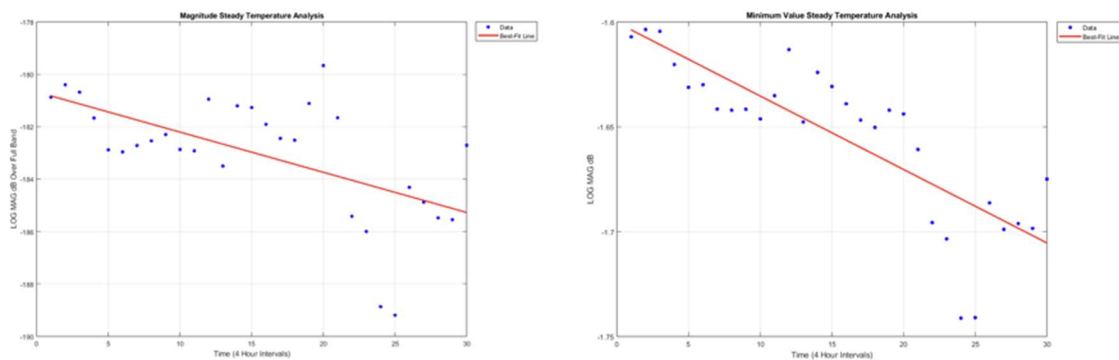 Magnitude Steady Temperature Analysis
-178
-180
-182
-184
-186
-188
-190
LOG MAG dB Over Full Band
0 5 10 15 20 25 30
Time (4 Hour Intervals)
Data
Best-Fit Line
Minimum Value Steady Temperature Analysis
-1.6
-1.65
-1.7
-1.75
LOG MAG dB
0 5 10 15 20 25 30
Time (4 Hour Intervals)
Data
Best-Fit Line